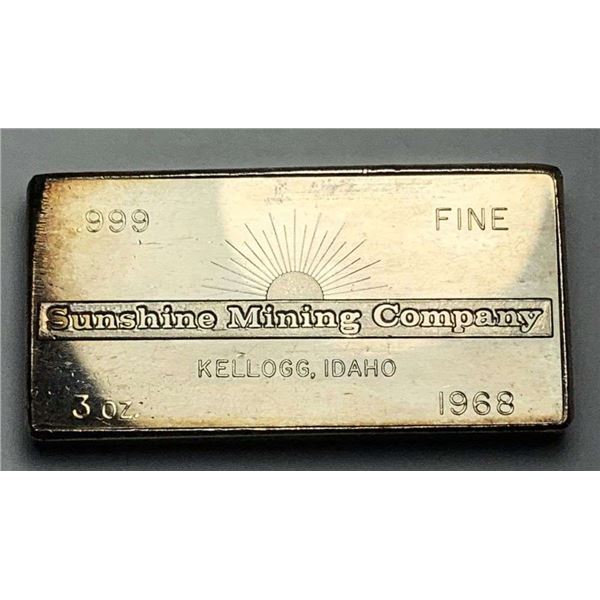 .999 FINE
Sunshine Mining Company
KELLOGG, IDAHO
3 oz. 1968